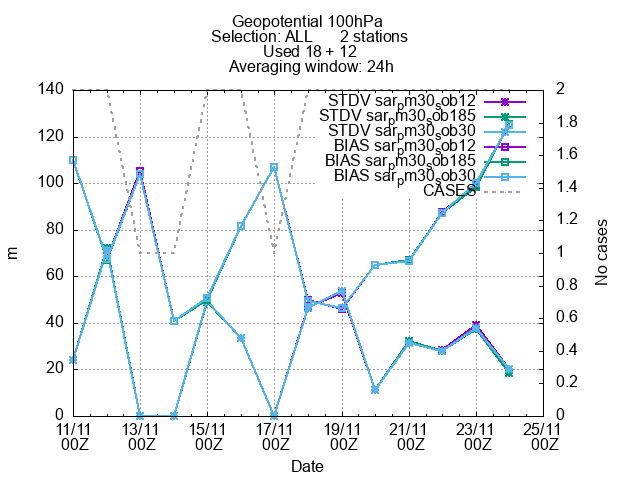 Geopotential 100hPa
Selection: ALL 2 stations
Used 18 + 12
Averaging window: 24h
140 2
120 1.8
100 1.6
80 1.4
60 1.2
40 1
20 0.8
0 0.6
0.4
0.2
0
STDV sar_pm30_sob12
STDV sar_pm30_sob185
STDV sar_pm30_sob30
BIAS sar_pm30_sob12
BIAS sar_pm30_sob185
BIAS sar_pm30_sob30
CASES
m
No cases
11/11 13/11 15/11 17/11 19/11 21/11 23/11 25/11
00Z 00Z 00Z 00Z 00Z 00Z 00Z 00Z
Date